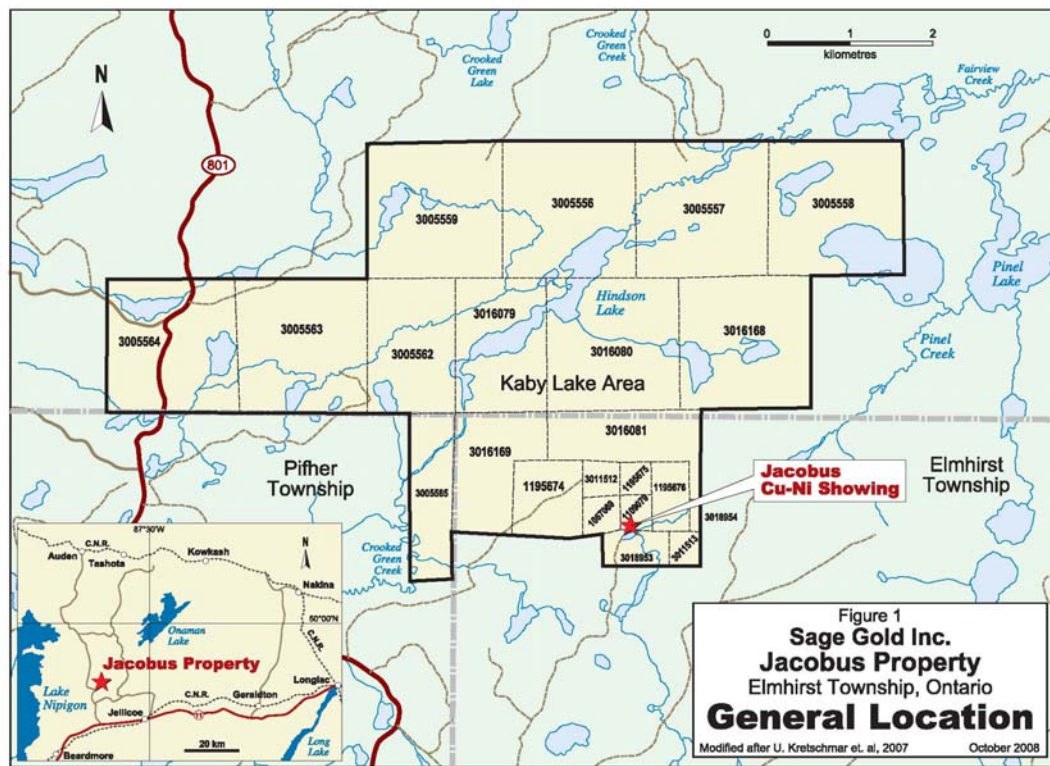 Crooked
Green
Lake
Crooked
Green
Creek
0 1 2
kilometres
Fairview
Creek
N
801
3005559
3005556
3005557
3005558
Pinel
Lake
Hindson
Lake
3005564
3005563
3016079
3005562
3016080
3016168
Pinel
Creek
Kaby Lake Area
3016081
3016169
Pifher
Township
3005565
1195674
3011512
1195675
1195676
Jacobus
Cu-Ni Showing
Elmhirst
Township
3018954
3018953
3011513
Crooked
Green
Creek
87°30'W
C.N.R.
Auden
Tashota
Kowkash
N
Nakina
50°00'N
C.N.R.
Onaman
Lake
Jacobus Property
Lake
Nipigon
C.N.R.
Geraldton
Longlac
Jellicoe
11
20 km
Long
Lake
Beardmore
Figure 1
Sage Gold Inc.
Jacobus Property
Elmhirst Township, Ontario
General Location
Modified after U. Kretschmar et. al, 2007 October 2008